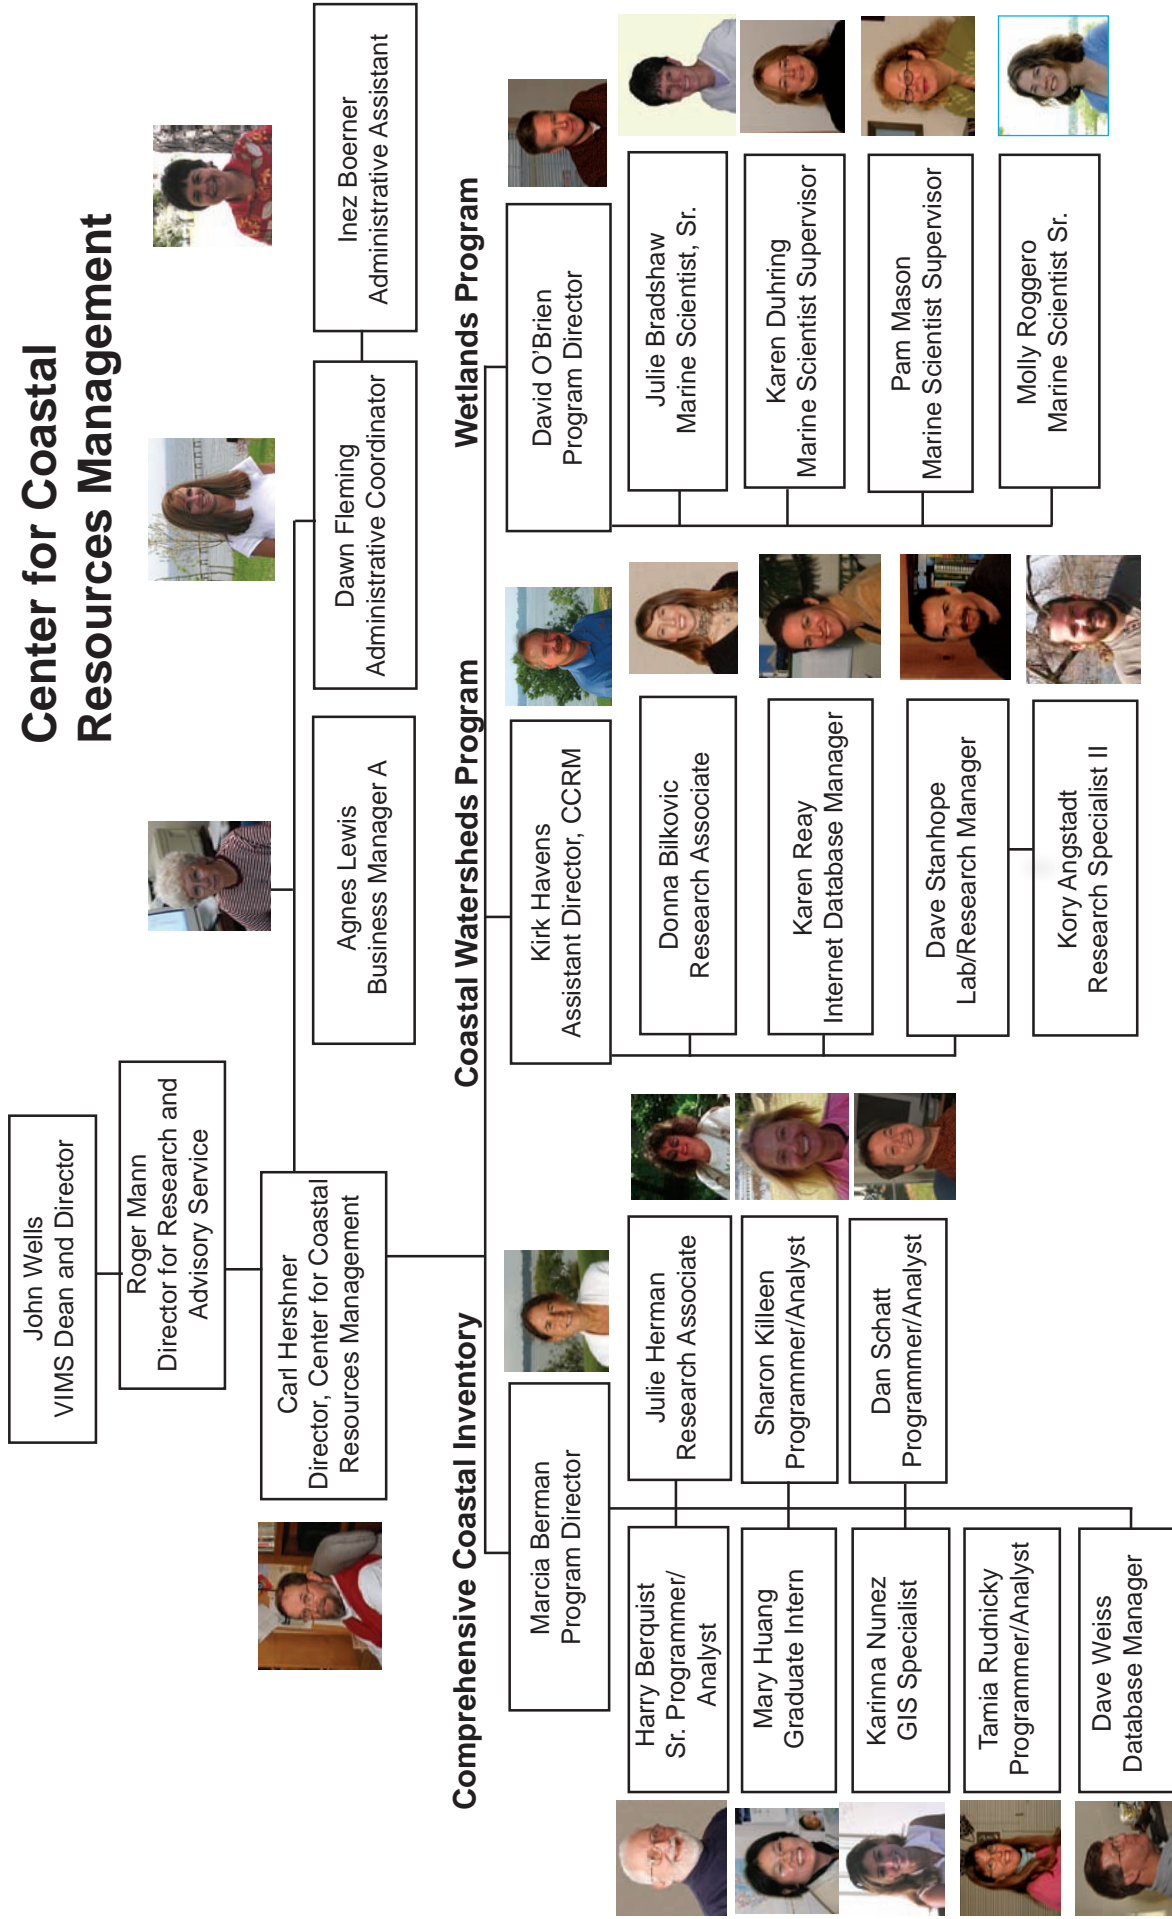 Center for Coastal
Resources Management
John Wells
VIMS Dean and Director
Roger Mann
Director for Research and
Advisory Service
Carl Hershner
Director, Center for Coastal
Resources Management
Agnes Lewis
Business Manager A
Dawn Fleming
Administrative Coordinator
Inez Boerner
Administrative Assistant
Comprehensive Coastal Inventory
Marcia Berman
Program Director
Harry Berquist
Sr. Programmer/
Analyst
Mary Huang
Graduate Intern
Karinna Nunez
GIS Specialist
Tamia Rudnicky
Programmer/Analyst
Dave Weiss
Database Manager
Julie Herman
Research Associate
Sharon Killeen
Programmer/Analyst
Dan Schatt
Programmer/Analyst
Coastal Watersheds Program
Kirk Havens
Assistant Director, CCRM
Donna Bilkovic
Research Associate
Karen Reay
Internet Database Manager
Dave Stanhope
Lab/Research Manager
Kory Angstadt
Research Specialist II
Wetlands Program
David O'Brien
Program Director
Julie Bradshaw
Marine Scientist, Sr.
Karen Duhring
Marine Scientist Supervisor
Pam Mason
Marine Scientist Supervisor
Molly Roggero
Marine Scientist Sr.